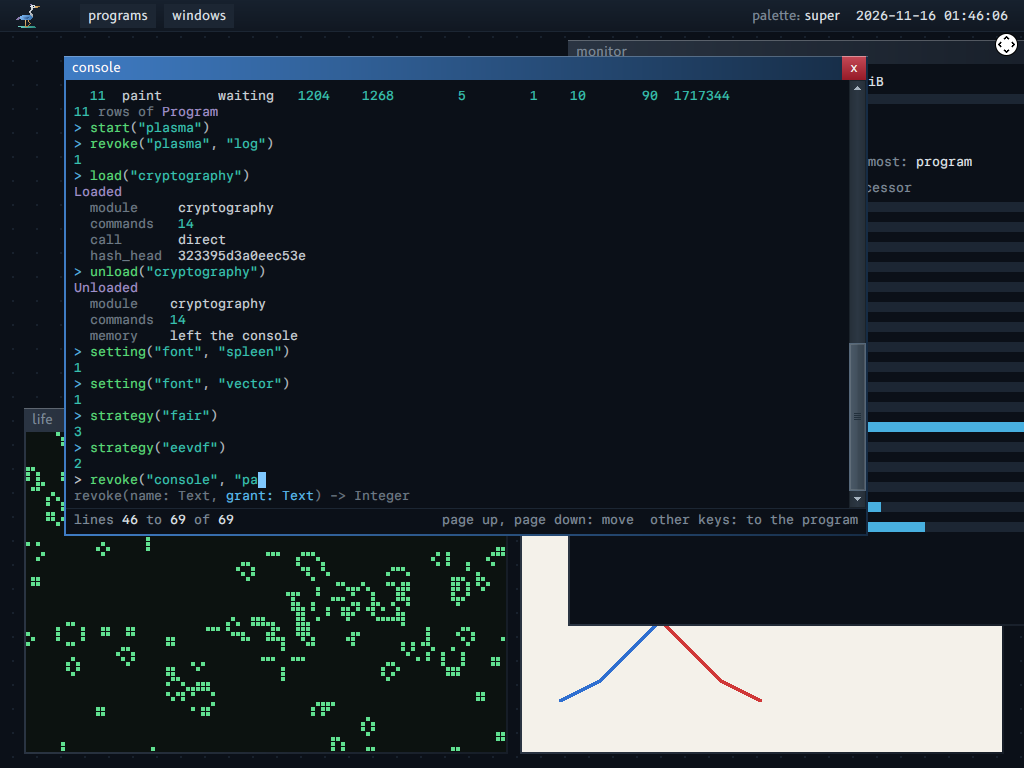 programs windows palette: super 2026-11-16 01:46:06
monitor
console x
iB
11 paint waiting 1204 1268 5 1 10 90 1717344
11 rows of Program
> start("plasma")
> revoke("plasma", "log")
1
most: program
> load("cryptography")
cessor
Loaded
module cryptography
commands 14
call direct
hash_head 323395d3a0eec53e
> unload("cryptography")
Unloaded
module cryptography
commands 14
memory left the console
> setting("font", "spleen")
1
> setting("font", "vector")
1
> strategy("fair")
life
3
> strategy("eevdf")
2
> revoke("console", "pa
revoke(name: Text, grant: Text) -> Integer
lines 46 to 69 of 69 page up, page down: move other keys: to the program